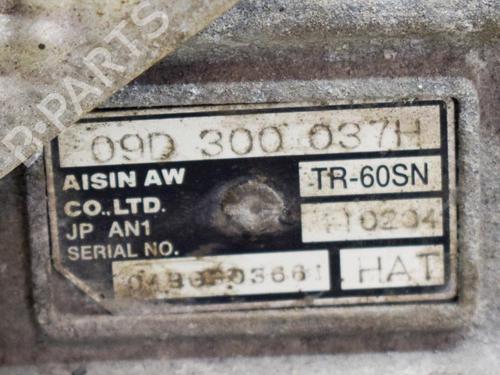 B-PARTS
09D 300 037H
AISIN AW TR-60SN
CO.,LTD.
JP AN1
SERIAL NO.
HAT